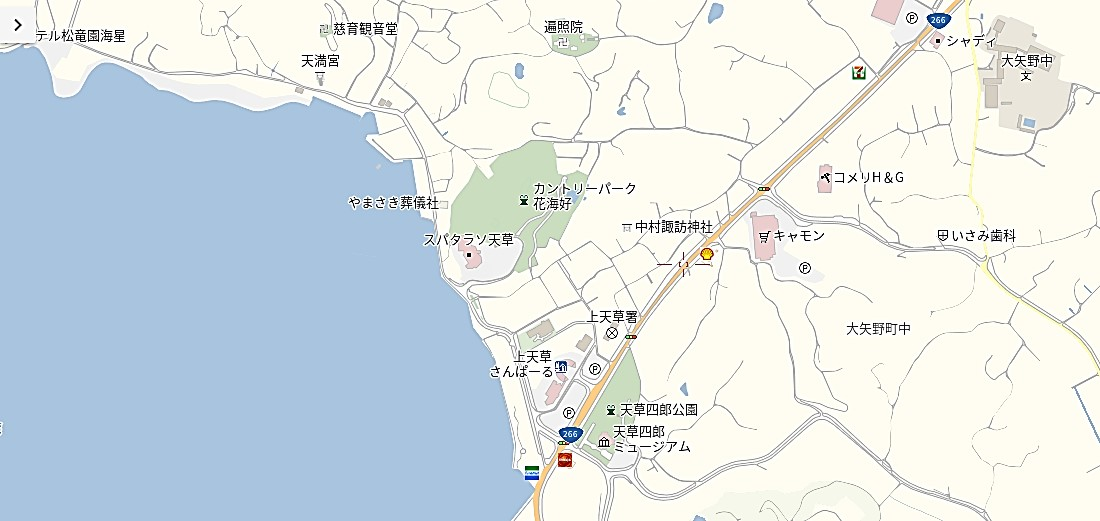 266
シャディ
テル松竜園海星
慈育観音堂
遍照院
天満宮
大矢野中
カントリーパーク
花海好
コメリH&G
やまさき葬儀社
スパタラソ天草
中村諏訪神社
キャモン
いさみ歯科
上天草署
大矢野町中
上天草
さんぱーる
天草四郎公園
266
天草四郎
ミュージアム